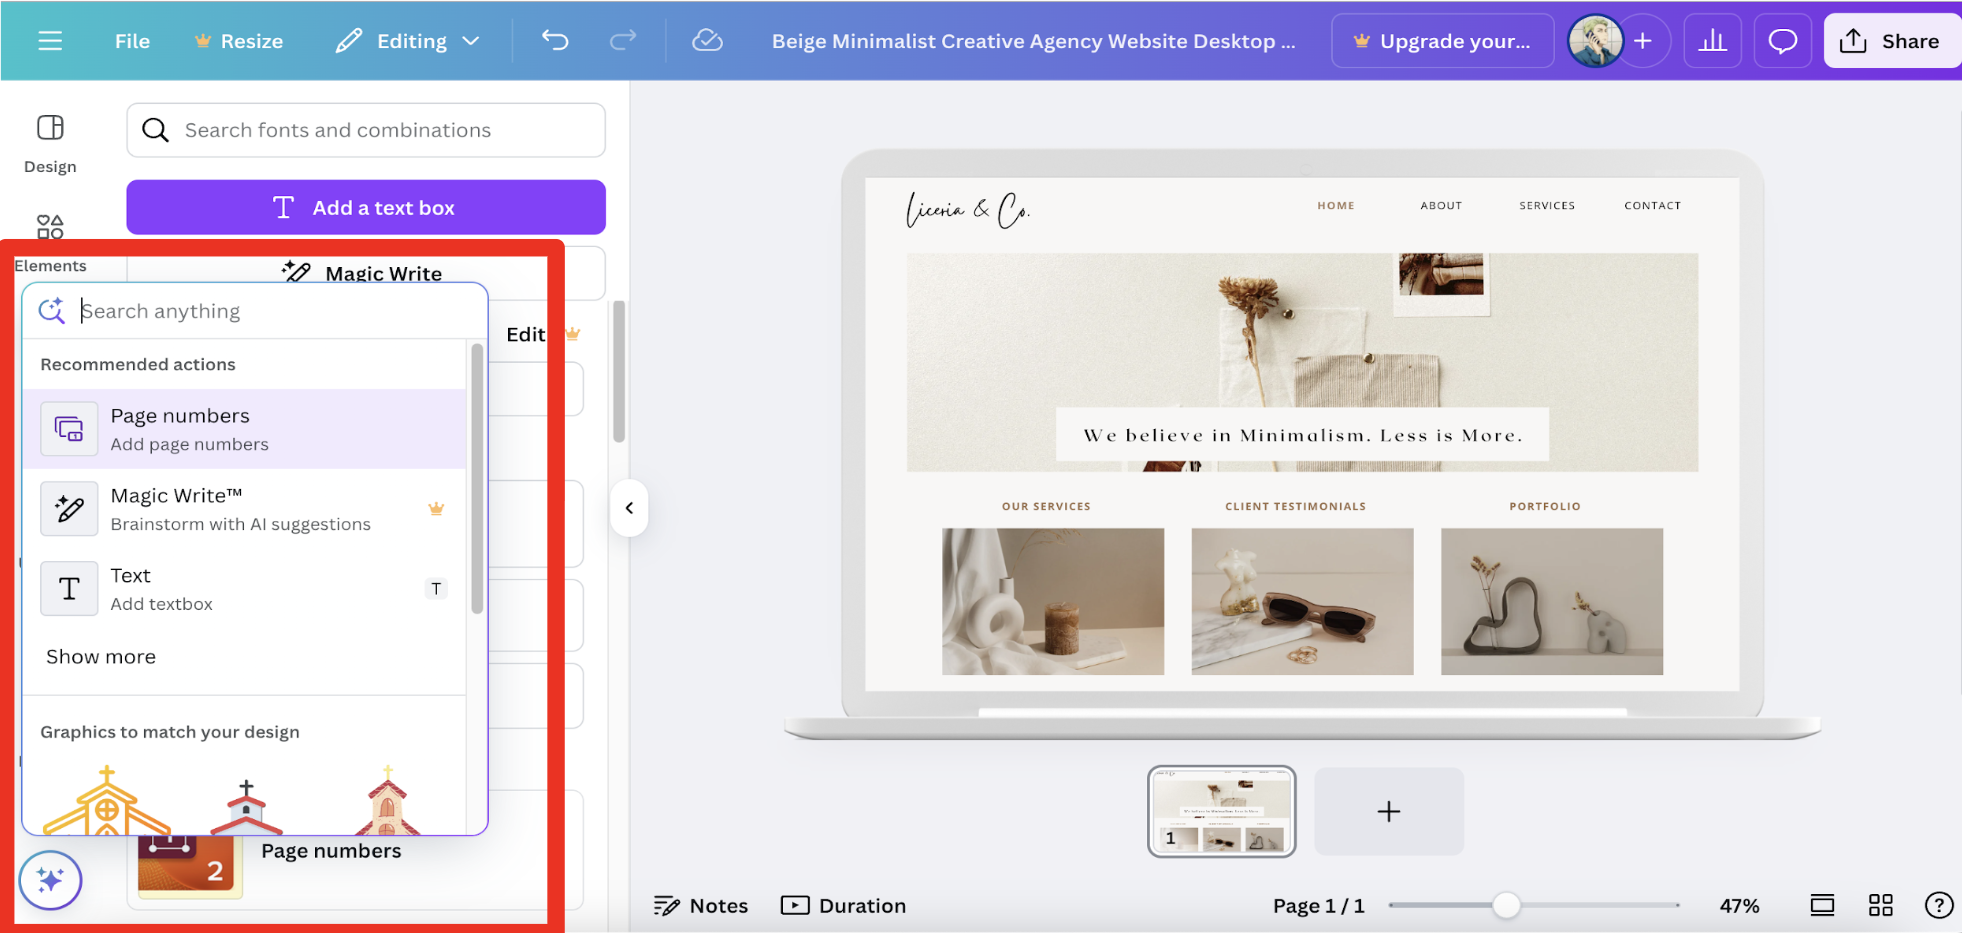 File
Resize
Editing
Beige Minimalist Creative Agency Website Desktop ...
Upgrade your...
Share
Design
Elements
Search fonts and combinations
Add a text box
Magic Write
Edit
Search anything
Recommended actions
Page numbers
Add page numbers
Magic Write™
Brainstorm with AI suggestions
Text
Add textbox
T
Show more
Graphics to match your design
2
Page numbers
Liceria & Co.
HOME
ABOUT
SERVICES
CONTACT
We believe in Minimalism. Less is More.
OUR SERVICES
CLIENT TESTIMONIALS
PORTFOLIO
1
Notes
Duration
Page 1 / 1
47%